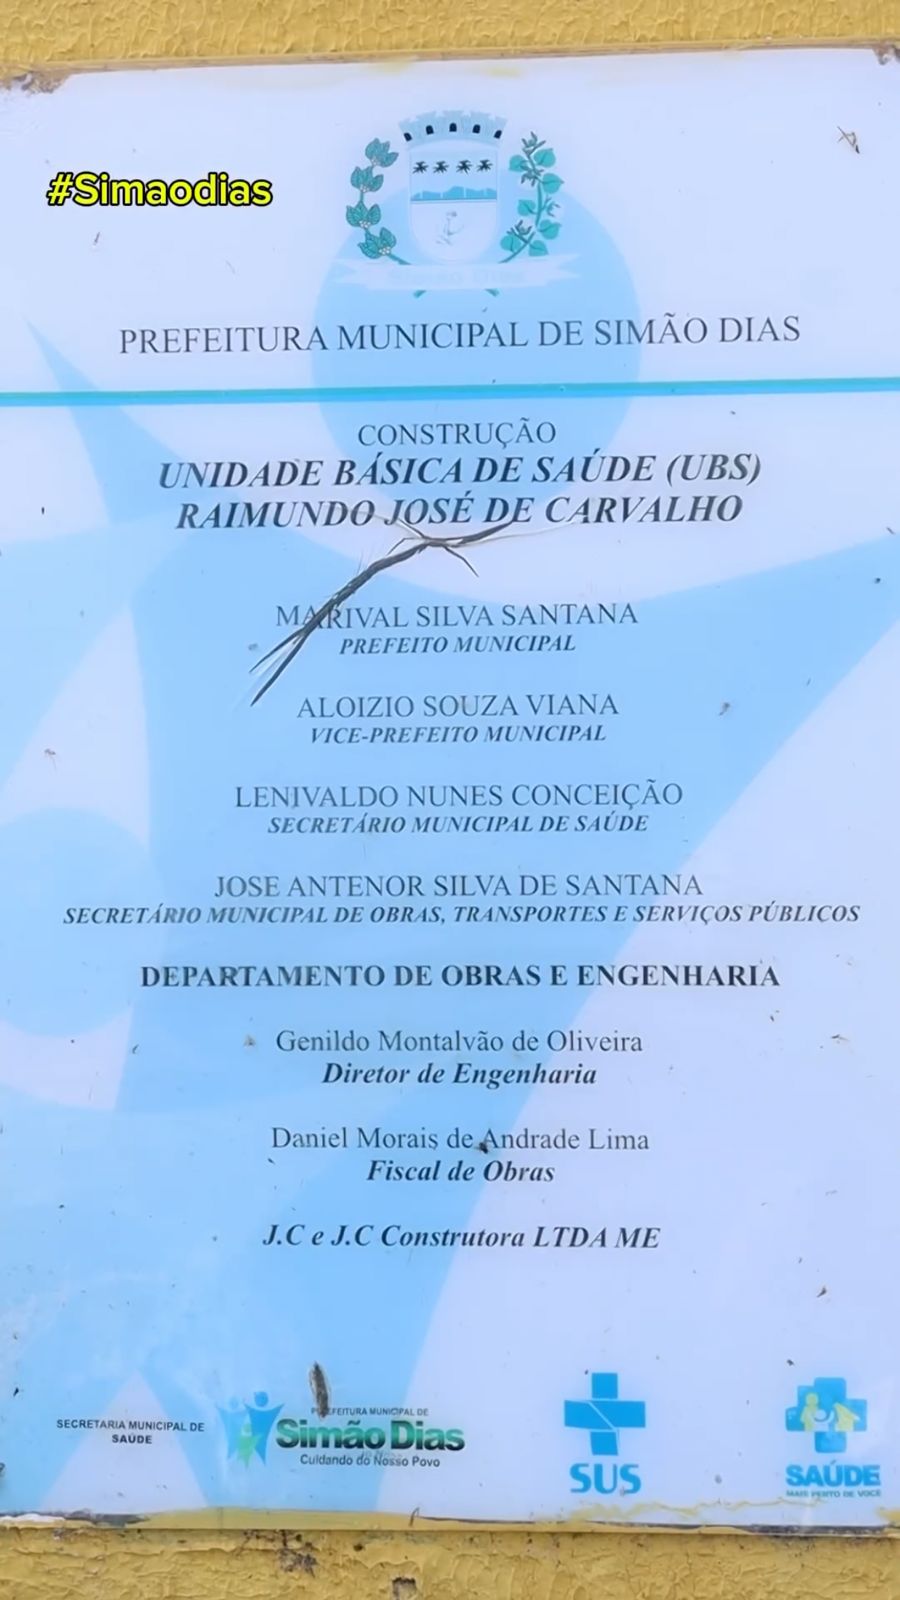 #Simaodias
PREFEITURA MUNICIPAL DE SIMÃO DIAS
CONSTRUÇÃO
UNIDADE BÁSICA DE SAÚDE (UBS)
RAIMUNDO JOSÉ DE CARVALHO
MARIVAL SILVA SANTANA
PREFEITO MUNICIPAL
ALOIZIO SOUZA VIANA
VICE-PREFEITO MUNICIPAL
LENIVALDO NUNES CONCEIÇÃO
SECRETÁRIO MUNICIPAL DE SAÚDE
JOSE ANTENOR SILVA DE SANTANA
SECRETÁRIO MUNICIPAL DE OBRAS, TRANSPORTES E SERVIÇOS PÚBLICOS
DEPARTAMENTO DE OBRAS E ENGENHARIA
Genildo Montalvão de Oliveira
Diretor de Engenharia
Daniel Morais de Andrade Lima
Fiscal de Obras
J.C e J.C Construtora LTDA ME
SECRETARIA MUNICIPAL DE
SAÚDE
PREFEITURA MUNICIPAL DE
Simão Dias
Cuidando do Nosso Povo
SUS
SAÚDE
MAIS PERTO DE VOCÊ